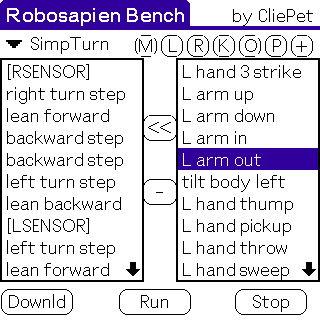 Robosapien Bench by CliePet
SimpTurn M L R K O P +
[RSENSOR]
right turn step
lean forward
backward step
backward step
left turn step
lean backward
[LSENSOR]
left turn step
lean forward
<<
-
L hand 3 strike
L arm up
L arm down
L arm in
L arm out
tilt body left
L hand thump
L hand pickup
L hand throw
L hand sweep
Downld Run Stop